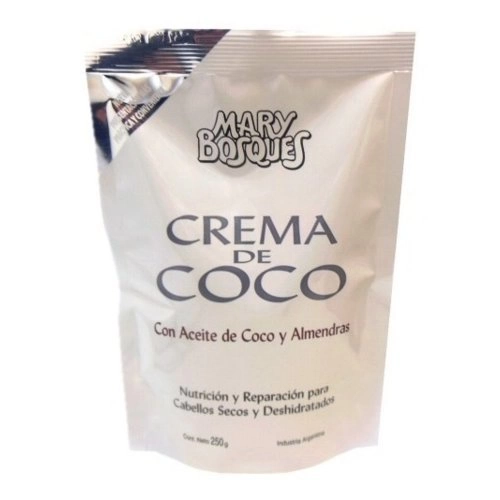 MARY
BOSQUES
CREMA
DE
COCO
Con Aceite de Coco y Almendras
Nutrición y Reparación para
Cabellos Secos y Deshidratados
Cont. Neto 250g
Industria Argentina